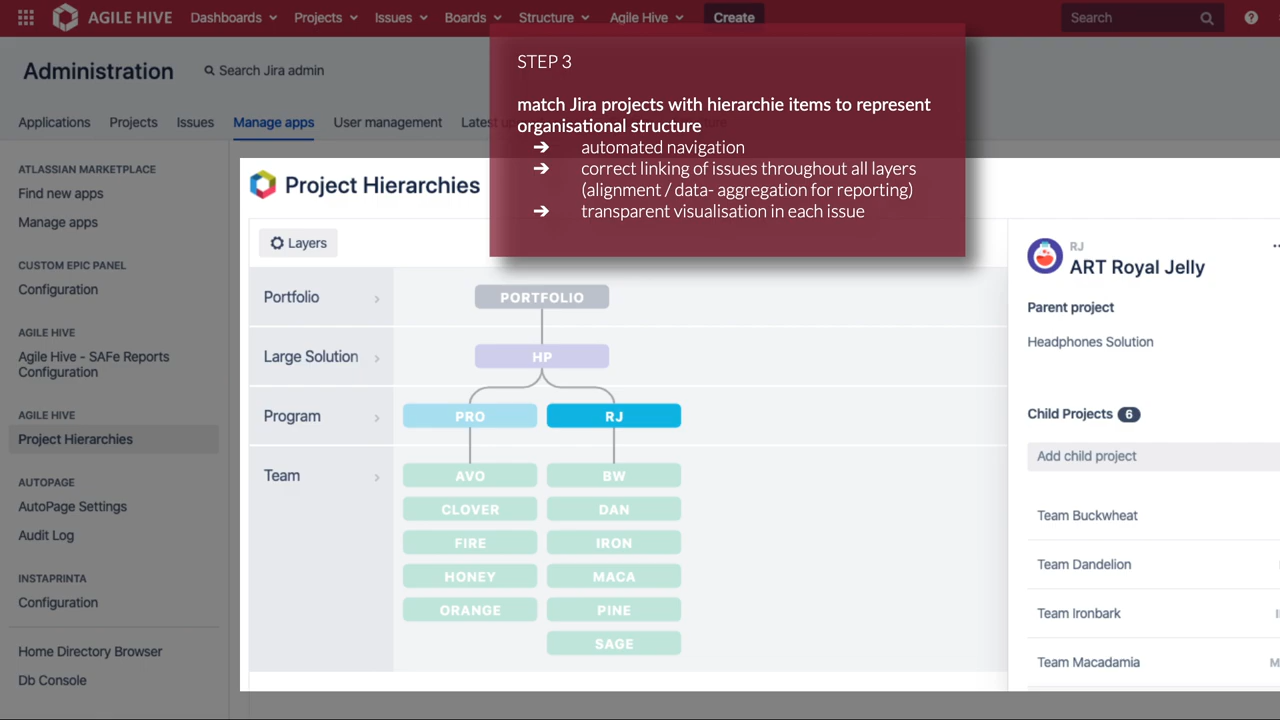 AGILE HIVE
Dashboards
Projects
Issues
Boards
Structure
Agile Hive
Create
Search
Administration
Search Jira admin
Applications
Projects
Issues
Manage apps
User management
STEP 3
match Jira projects with hierarchie items to represent
organisational structure
➔ automated navigation
➔ correct linking of issues throughout all layers
(alignment / data- aggregation for reporting)
➔ transparent visualisation in each issue
ATLASSIAN MARKETPLACE
Find new apps
Manage apps
CUSTOM EPIC PANEL
Configuration
AGILE HIVE
Agile Hive - SAFe Reports
Configuration
AGILE HIVE
Project Hierarchies
AUTOPAGE
AutoPage Settings
Audit Log
INSTAPRINTA
Configuration
Home Directory Browser
Db Console
Project Hierarchies
Layers
Portfolio
PORTFOLIO
Large Solution
HP
Program
PRO
RJ
Team
AVO
BW
CLOVER
DAN
FIRE
IRON
HONEY
MACA
ORANGE
PINE
SAGE
RJ
ART Royal Jelly
Parent project
Headphones Solution
Child Projects 6
Add child project
Team Buckwheat
Team Dandelion
Team Ironbark
Team Macadamia